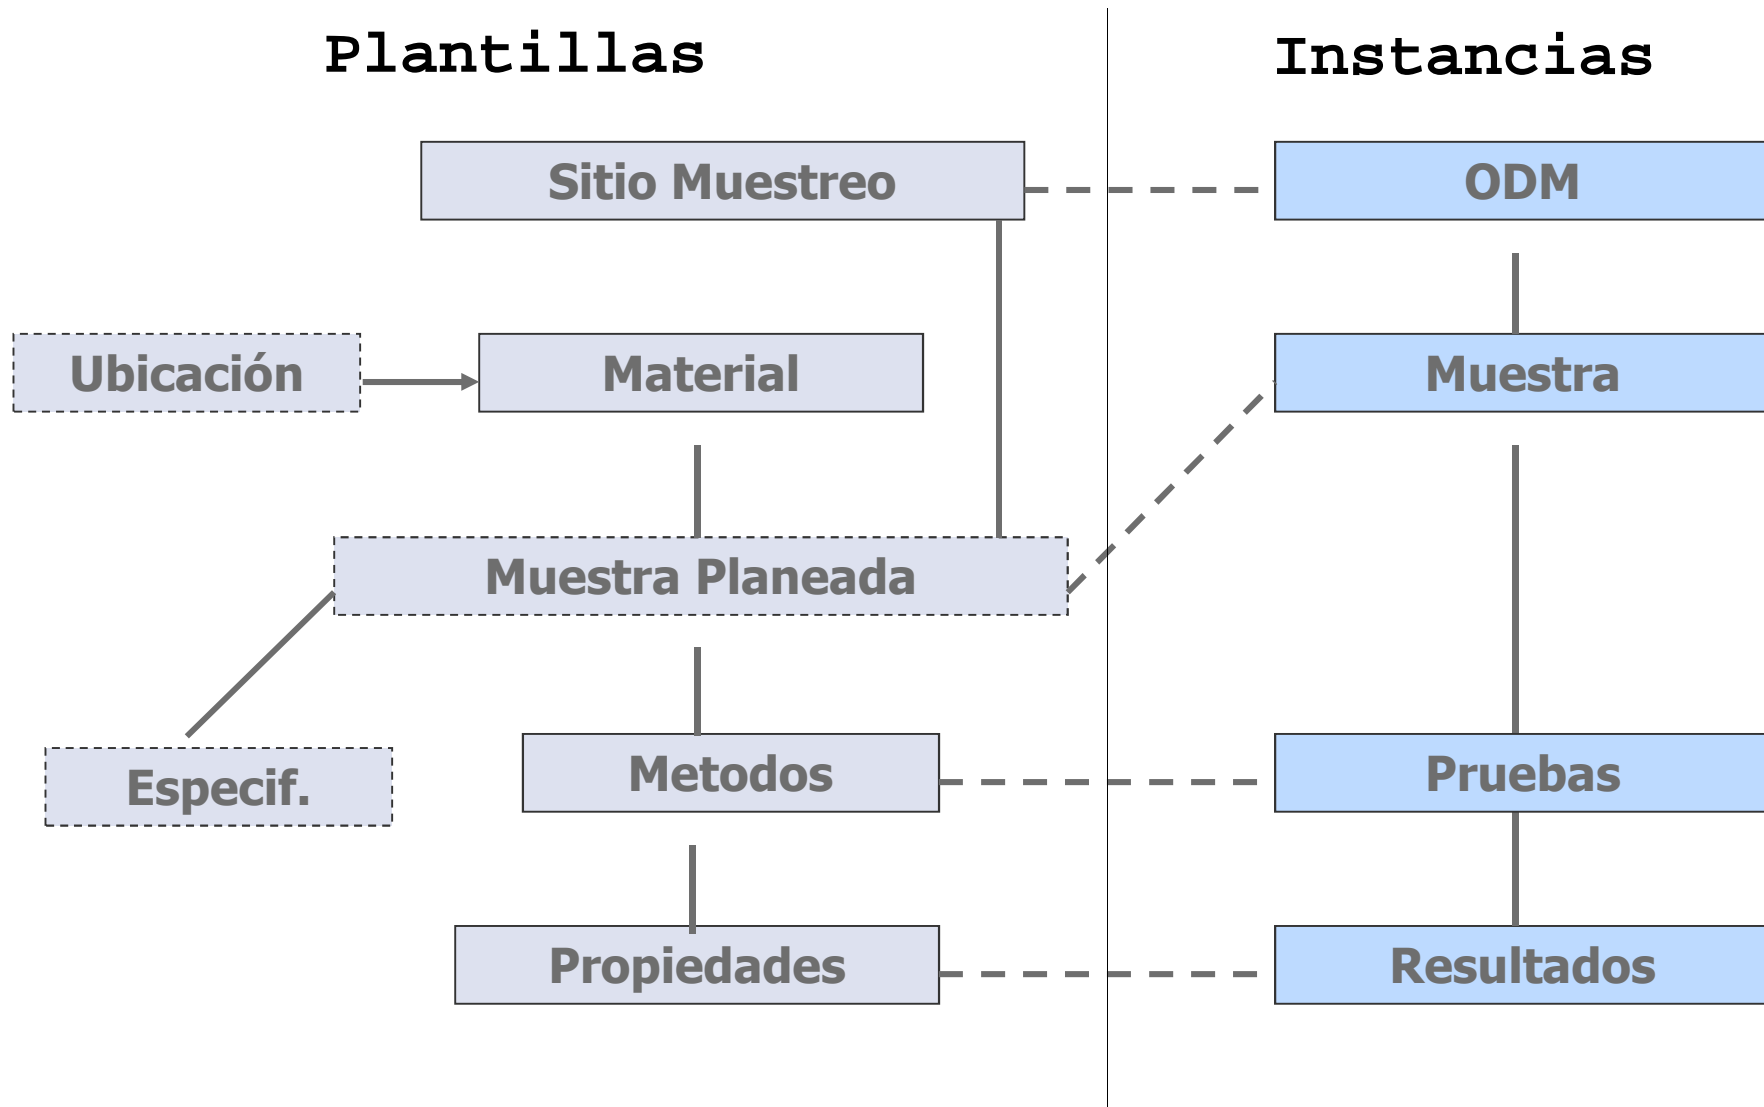 Plantillas
Instancias
Sitio Muestreo
ODM
Ubicación
Material
Muestra
Muestra Planeada
Especif.
Metodos
Pruebas
Propiedades
Resultados